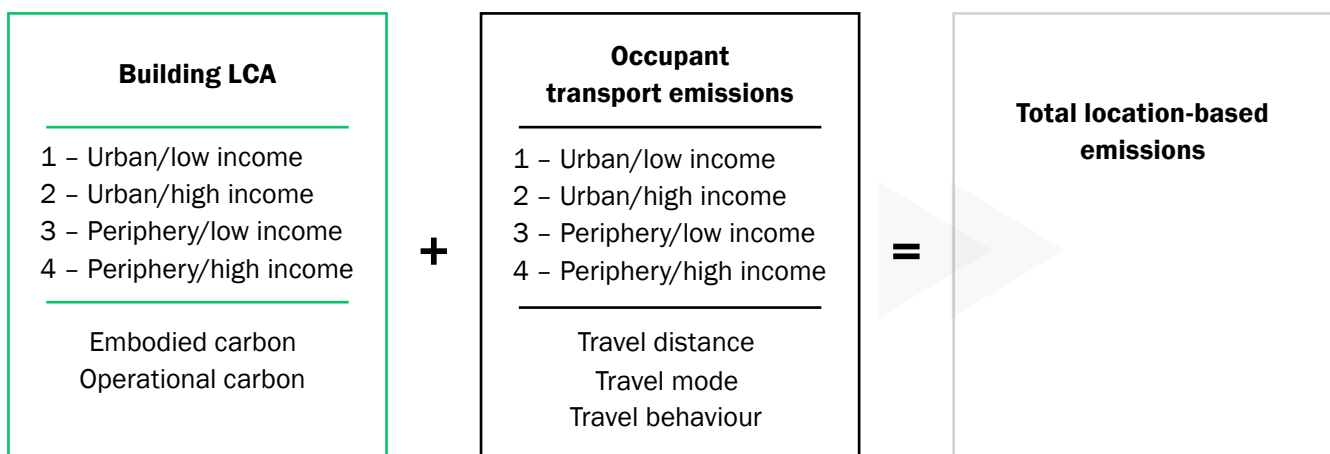 Building LCA
1 – Urban/low income
2 – Urban/high income
3 – Periphery/low income
4 – Periphery/high income
Embodied carbon
Operational carbon
+
Occupant
transport emissions
1 – Urban/low income
2 – Urban/high income
3 – Periphery/low income
4 – Periphery/high income
Travel distance
Travel mode
Travel behaviour
=
Total location-based
emissions